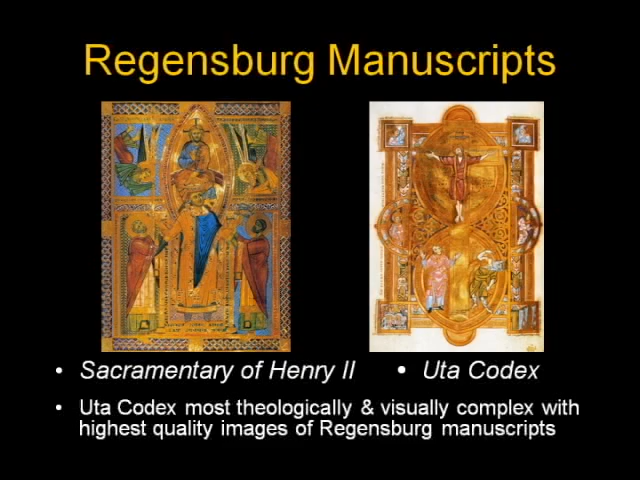 Regensburg Manuscripts
• Sacramentary of Henry II
• Uta Codex
• Uta Codex most theologically & visually complex with
highest quality images of Regensburg manuscripts